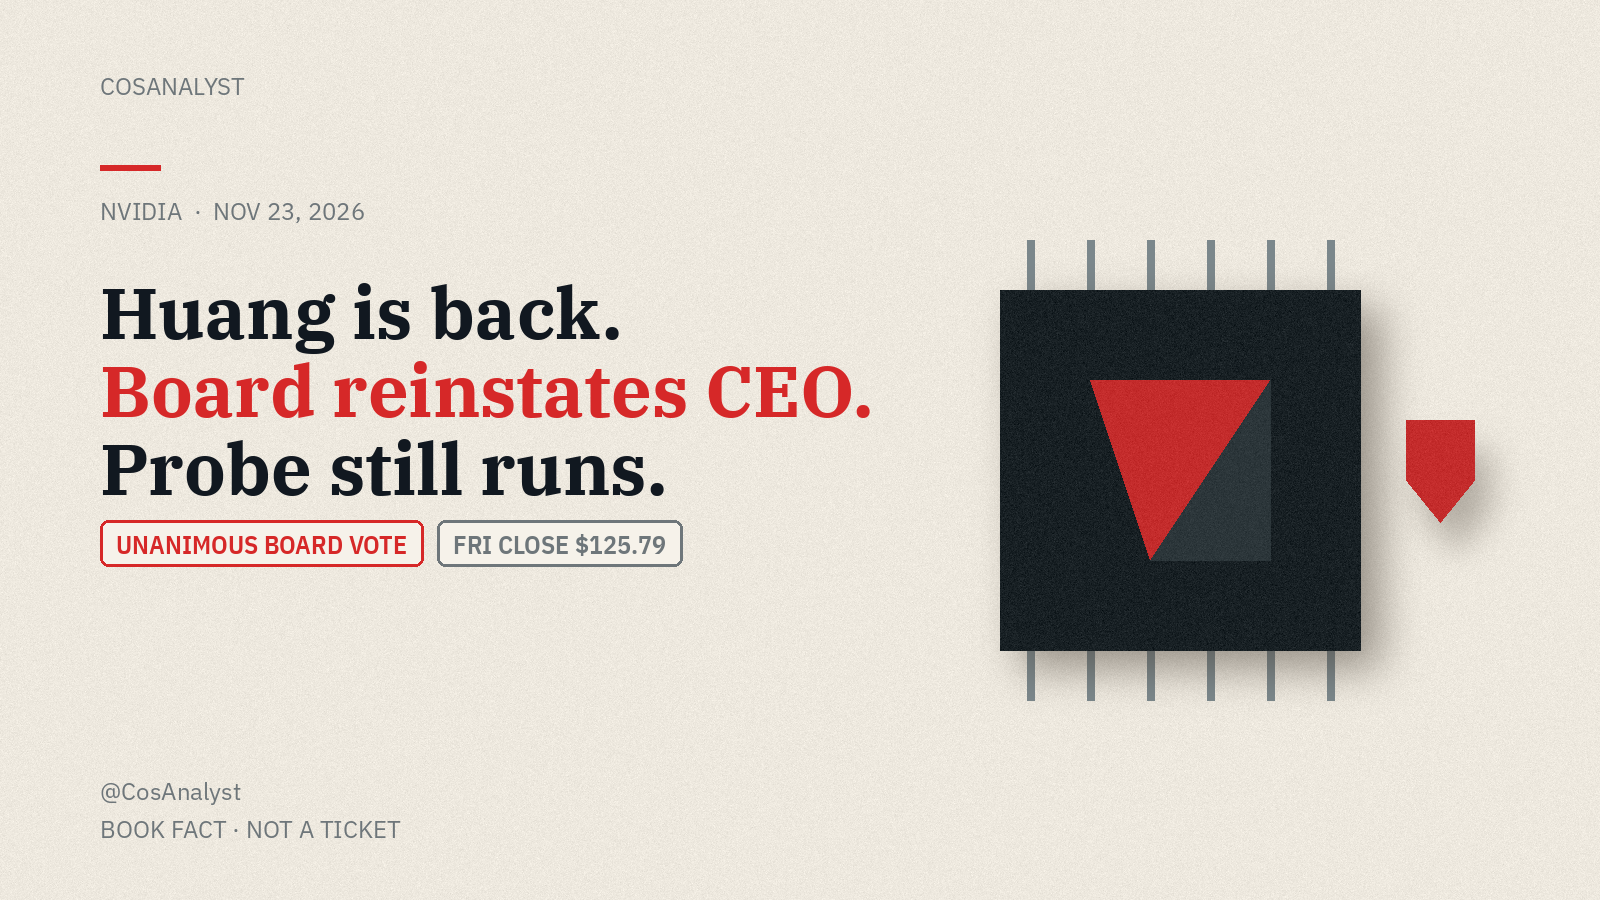 COSANALYST
NVIDIA · NOV 23, 2026
Huang is back.
Board reinstates CEO.
Probe still runs.
UNANIMOUS BOARD VOTE
FRI CLOSE $125.79
@CosAnalyst
BOOK FACT · NOT A TICKET